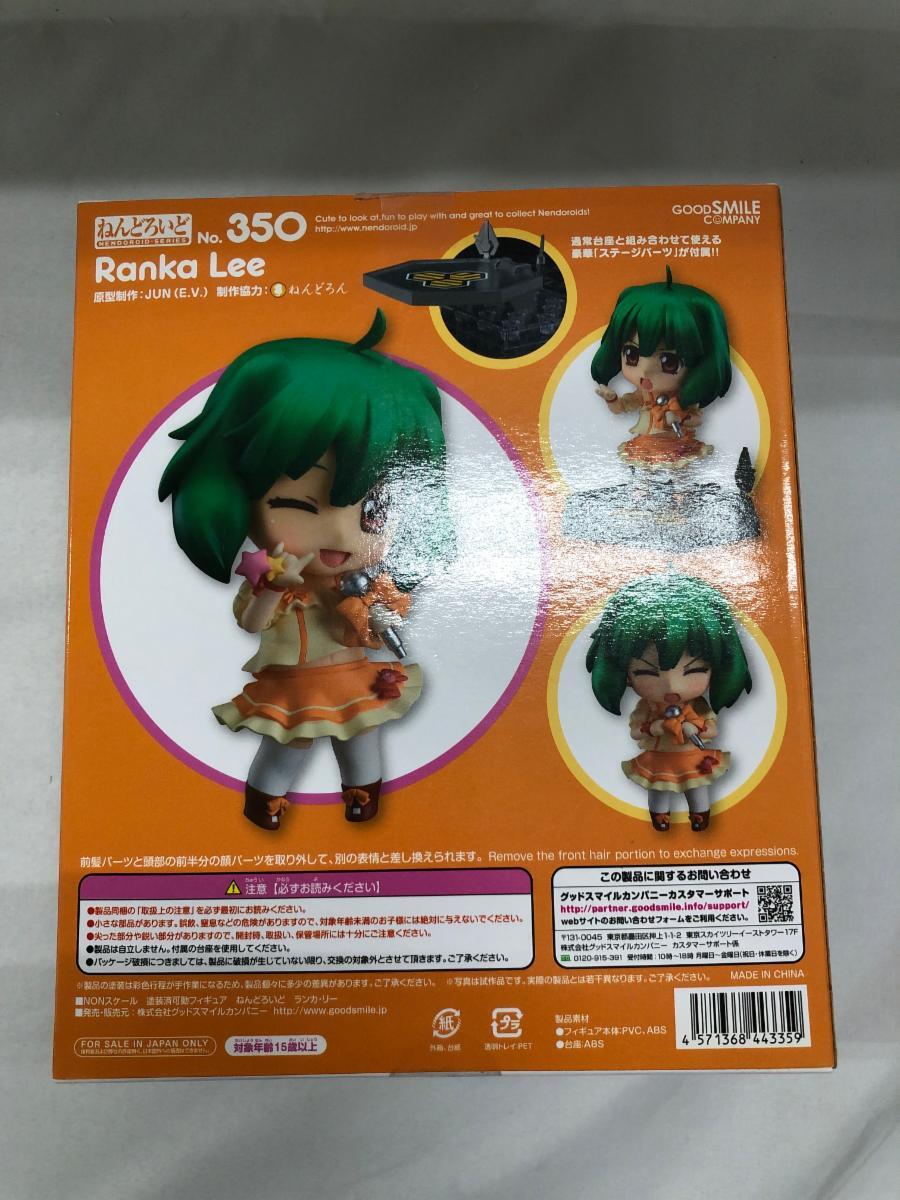 ねんどろいど
NENDOROID·SERIES
No. 350
Cute to look at, fun to play with and great to collect Nendoroids!
http://www.nendoroid.jp
GOOD SMILE
COMPANY
Ranka Lee
原型制作：JUN（E.V.） 制作協力： ねんどろん
通常台座と組み合わせて使える
豪華「ステージパーツ」が付属!!
前髪パーツと頭部の前半分の顔パーツを取り外して、別の表情と差し換えられます。 Remove the front hair portion to exchange expressions.
注意【必ずお読みください】
●製品同梱の「取扱上の注意」を必ず最初にお読みください。
●小さな部品があります。誤飲、窒息などの危険がありますので、対象年齢未満のお子様には絶対に与えないでください。
●尖った部分や鋭い部分がありますので、開封時、取扱い、保管場所には十分にご注意ください。
●製品は自立しません。付属の台座を使用してください。
●パッケージ破損につきましては、製品に破損が生じていない限り、交換の対象外とさせて頂きます。ご了承ください。
この製品に関するお問い合わせ
グッドスマイルカンパニーカスタマーサポート
http://partner.goodsmile.info/support/
webサイトのお問い合わせフォームをご利用ください。
〒131-0045 東京都墨田区押上1-1-2 東京スカイツリーイーストタワー17F
株式会社グッドスマイルカンパニー カスタマーサポート係
0120-915-391 受付時間：10時〜18時 月曜日〜金曜日（祝日・休業日を除く）
※製品の塗装は彩色行程が手作業になるため、製品個々に多少の差異があります。ご了承ください。 ※写真は試作品です。実際の製品とは若干異なります。ご了承ください。 MADE IN CHINA
■NONスケール 塗装済可動フィギュア ねんどろいど ランカ・リー
■発売・販売元：株式会社グッドスマイルカンパニー http://www.goodsmile.jp
FOR SALE IN JAPAN ONLY
対象年齢15歳以上
紙
外箱、台紙
プラ
透明トレイ:PET
製品素材
●フィギュア本体:PVC、ABS
●台座:ABS
4 571368 443359